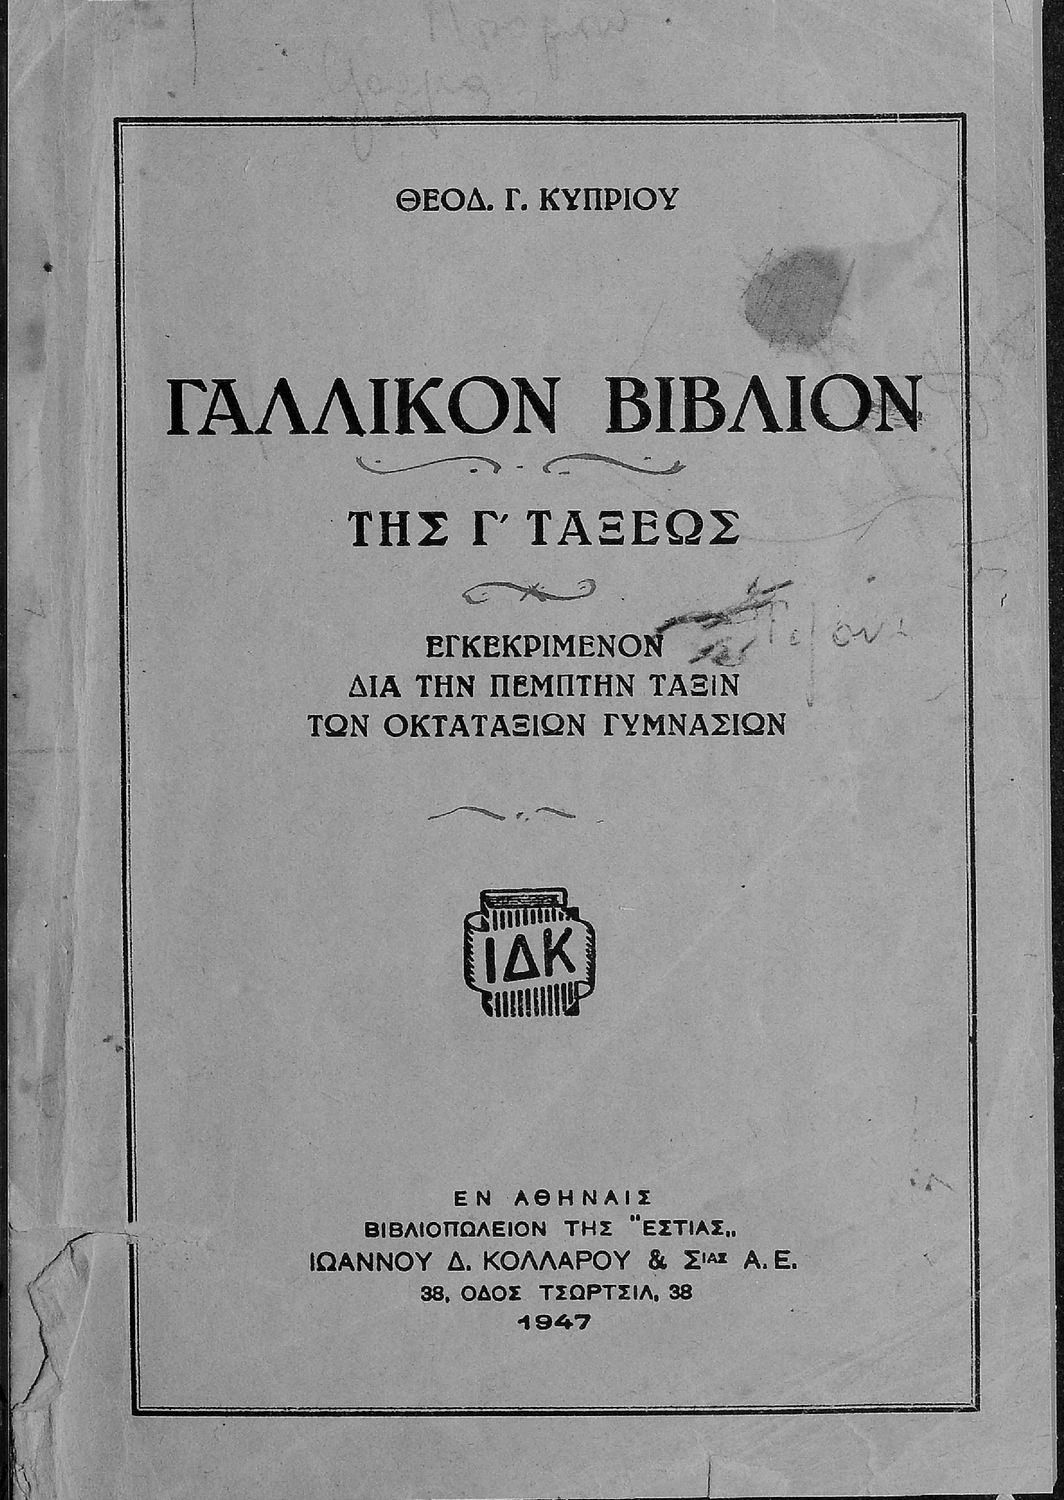 ΘΕΟΔ. Γ. ΚΥΠΡΙΟΥ
ΓΑΛΛΙΚΟΝ ΒΙΒΛΙΟΝ
ΤΗΣ Γ' ΤΑΞΕΩΣ
ΕΓΚΕΚΡΙΜΕΝΟΝ
ΔΙΑ ΤΗΝ ΠΕΜΠΤΗΝ ΤΑΞΙΝ
ΤΩΝ ΟΚΤΑΤΑΞΙΩΝ ΓΥΜΝΑΣΙΩΝ
ΙΔΚ
ΕΝ ΑΘΗΝΑΙΣ
ΒΙΒΛΙΟΠΩΛΕΙΟΝ ΤΗΣ "ΕΣΤΙΑΣ„
ΙΩΑΝΝΟΥ Δ. ΚΟΛΛΑΡΟΥ & ΣΙΑΣ Α.Ε.
38, ΟΔΟΣ ΤΣΩΡΤΣΙΛ, 38
1947